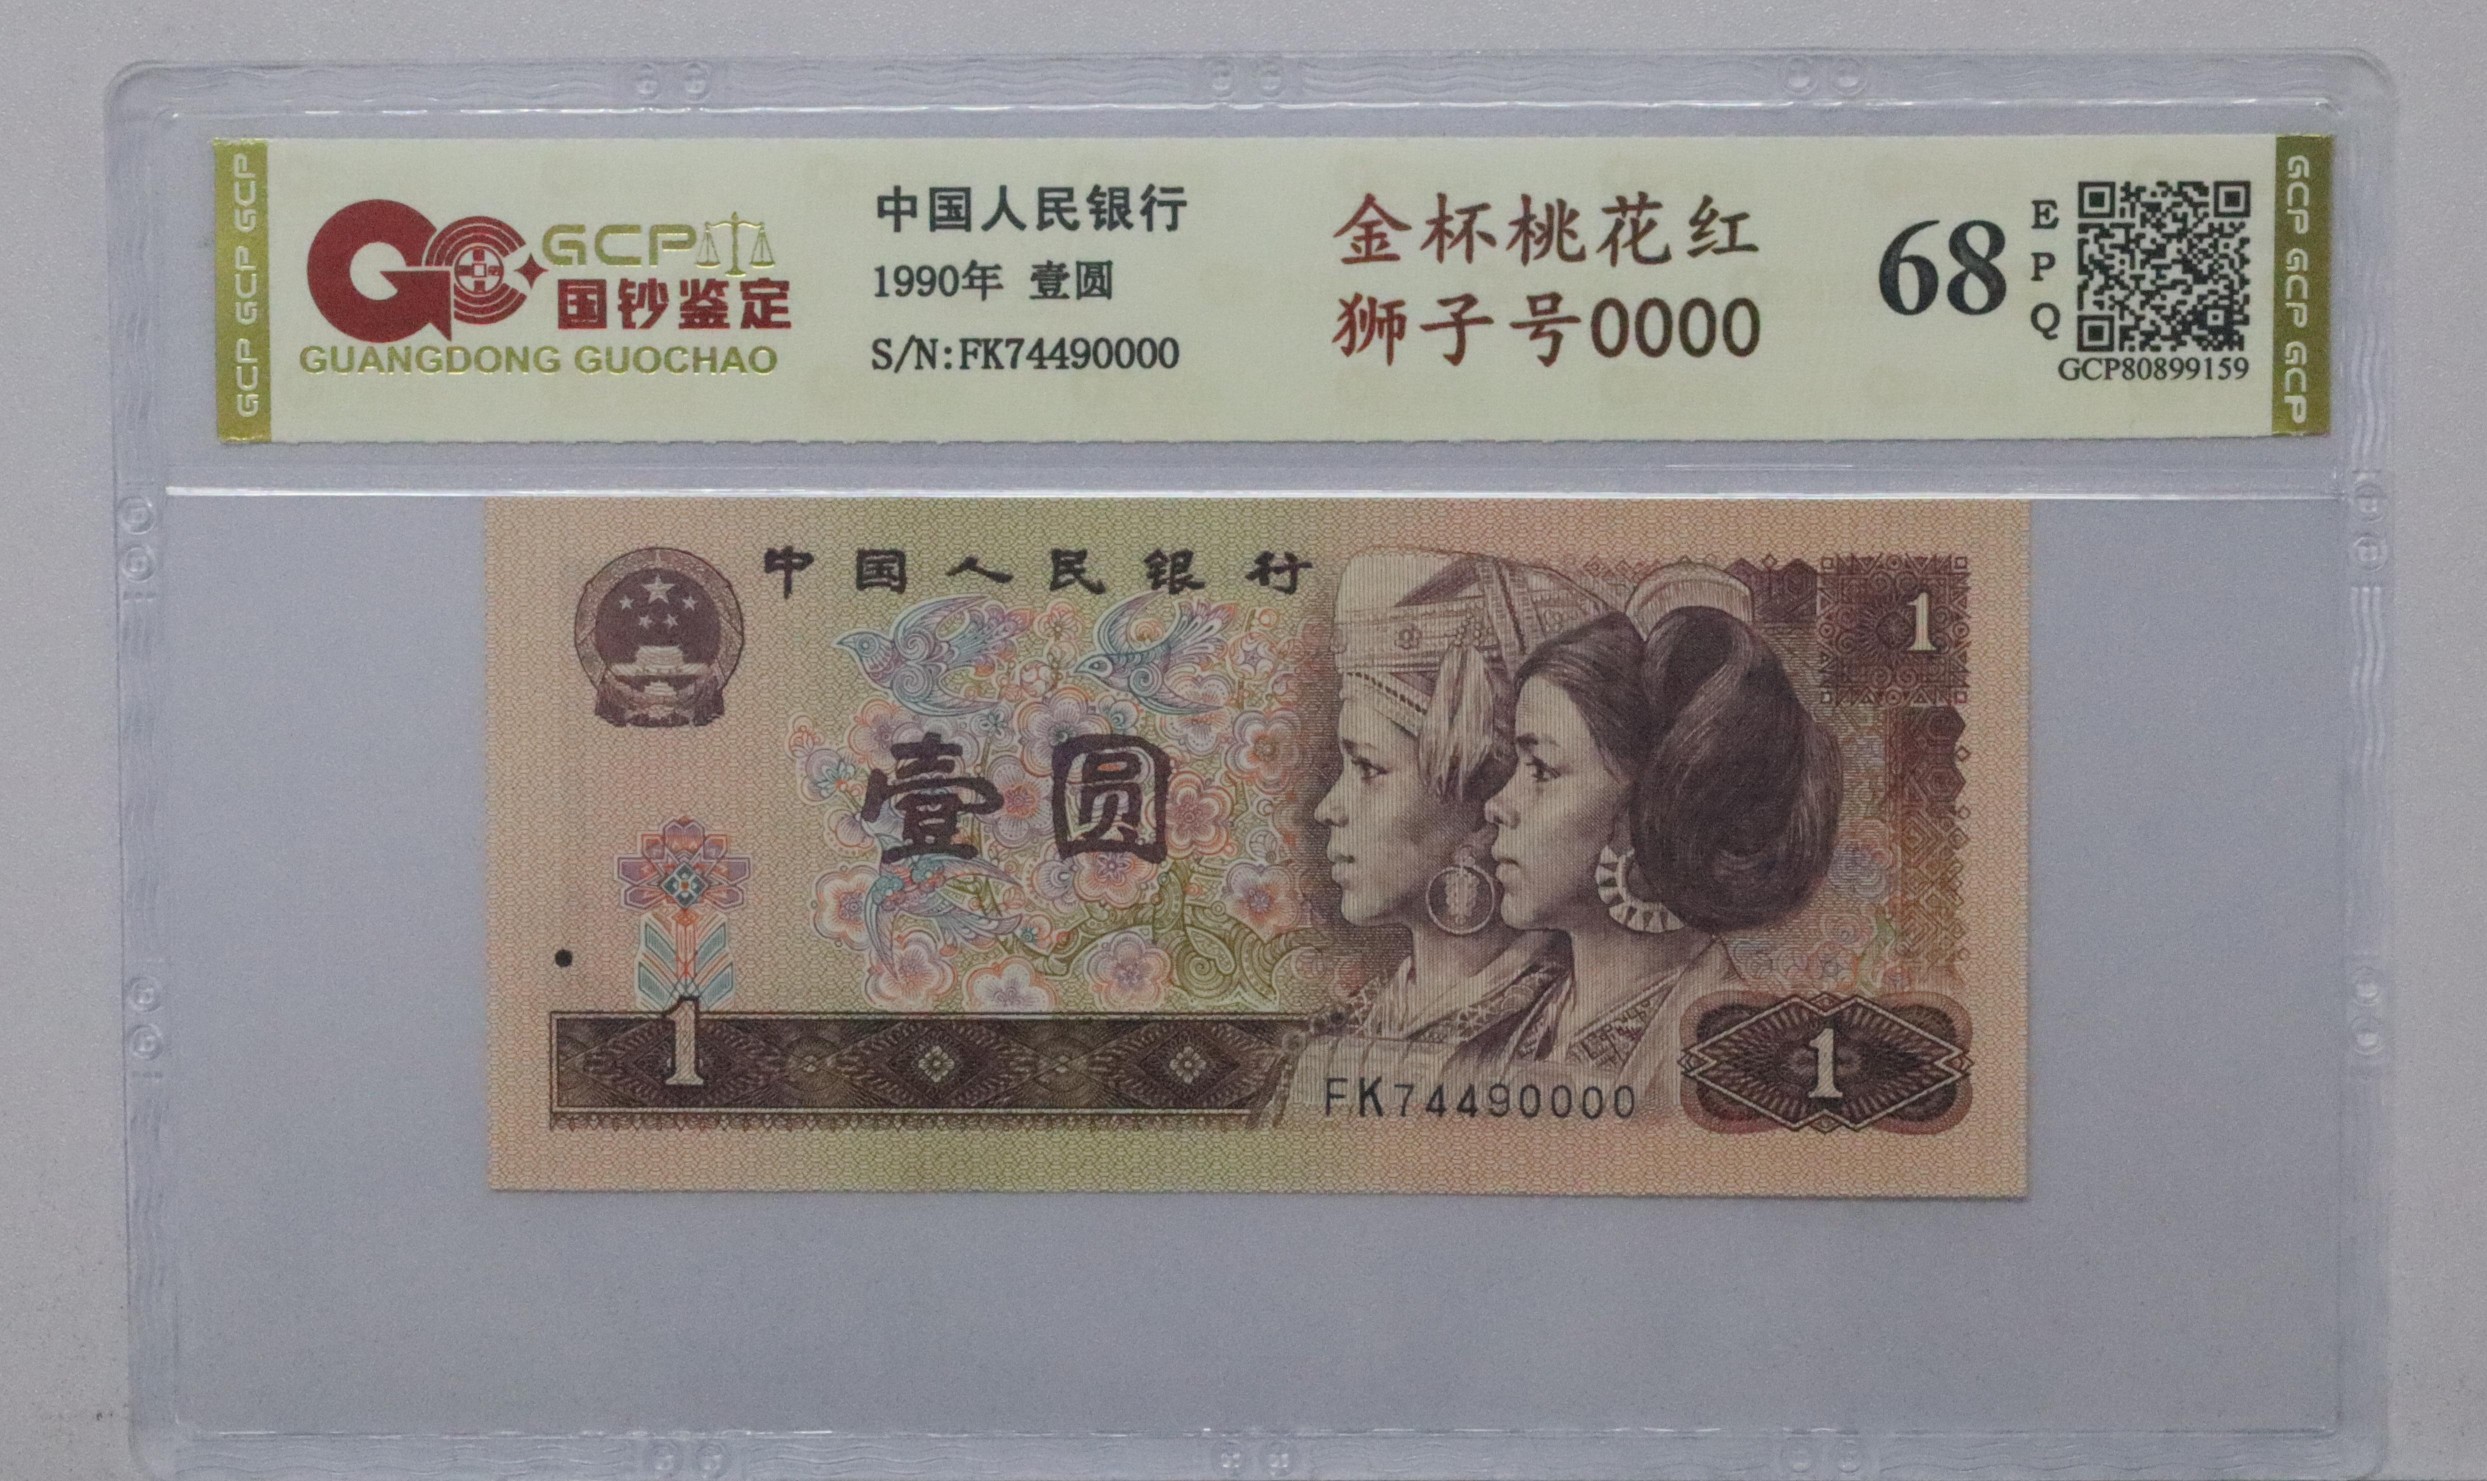 GCP GCP GCP
GCP
国钞鉴定
GUANGDONG GUOCHAO
中国人民银行
1990年 壹圆
S/N:FK74490000
金杯桃花红
狮子号0000
68
E
P
Q
GCP80899159
GCP GCP GCP
中国人民银行
1
壹圆
1
FK74490000
1